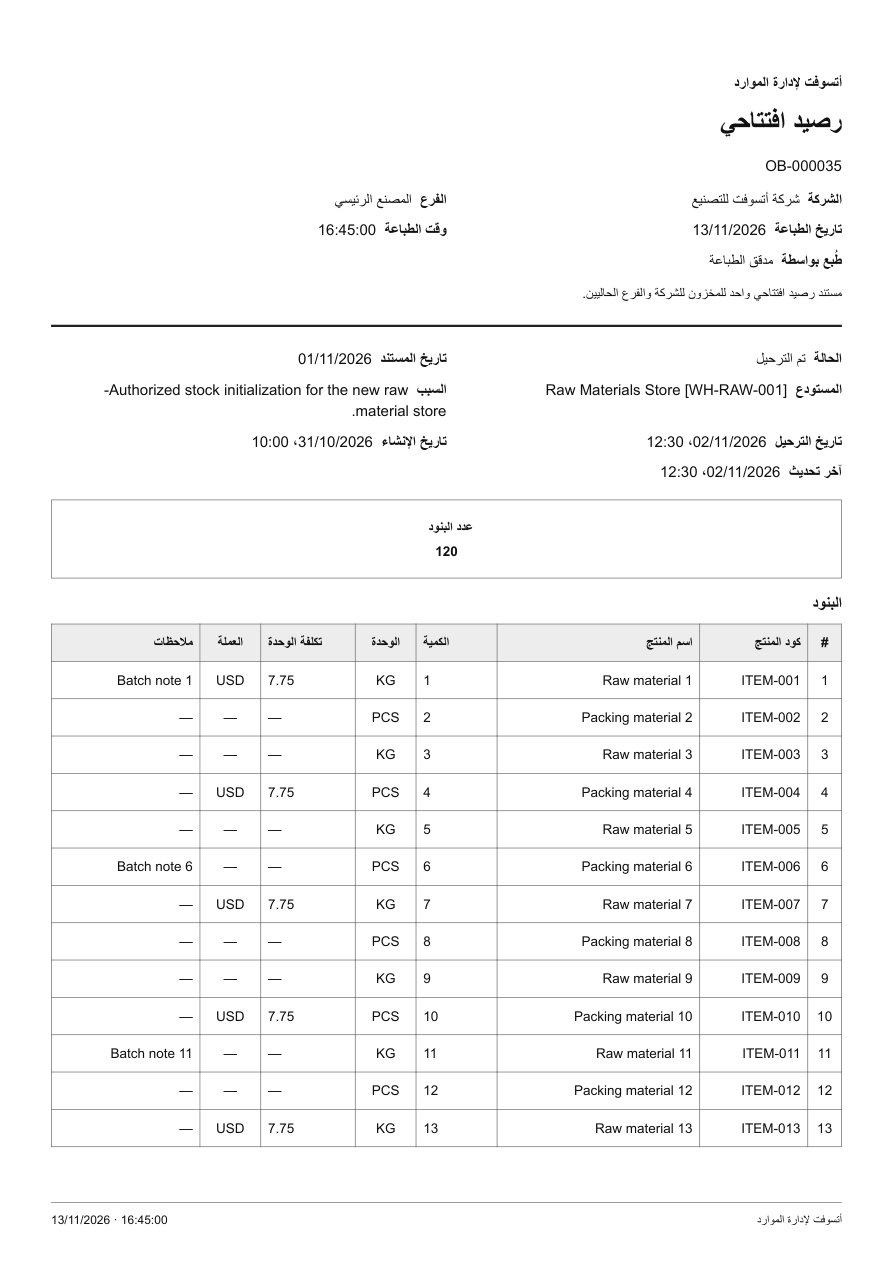 أتسوفت لإدارة الموارد
رصيد افتتاحي
OB-000035
الشركة شركة أتسوفت للتصنيع الفرع المصنع الرئيسي
تاريخ الطباعة 13/11/2026 وقت الطباعة 16:45:00
طُبع بواسطة مدقق الطباعة
مستند رصيد افتتاحي واحد للمخزون للشركة والفرع الحاليين.
الحالة تم الترحيل تاريخ المستند 01/11/2026
المستودع Raw Materials Store [WH-RAW-001] السبب Authorized stock initialization for the new raw-
material store.
تاريخ الترحيل 02/11/2026، 12:30 تاريخ الإنشاء 31/10/2026، 10:00
آخر تحديث 02/11/2026، 12:30
عدد البنود
120
البنود
# كود المنتج اسم المنتج الكمية الوحدة تكلفة الوحدة العملة ملاحظات
1 ITEM-001 Raw material 1 1 KG 7.75 USD Batch note 1
2 ITEM-002 Packing material 2 2 PCS — — —
3 ITEM-003 Raw material 3 3 KG — — —
4 ITEM-004 Packing material 4 4 PCS 7.75 USD —
5 ITEM-005 Raw material 5 5 KG — — —
6 ITEM-006 Packing material 6 6 PCS — — Batch note 6
7 ITEM-007 Raw material 7 7 KG 7.75 USD —
8 ITEM-008 Packing material 8 8 PCS — — —
9 ITEM-009 Raw material 9 9 KG — — —
10 ITEM-010 Packing material 10 10 PCS 7.75 USD —
11 ITEM-011 Raw material 11 11 KG — — Batch note 11
12 ITEM-012 Packing material 12 12 PCS — — —
13 ITEM-013 Raw material 13 13 KG 7.75 USD —
أتسوفت لإدارة الموارد 13/11/2026 · 16:45:00